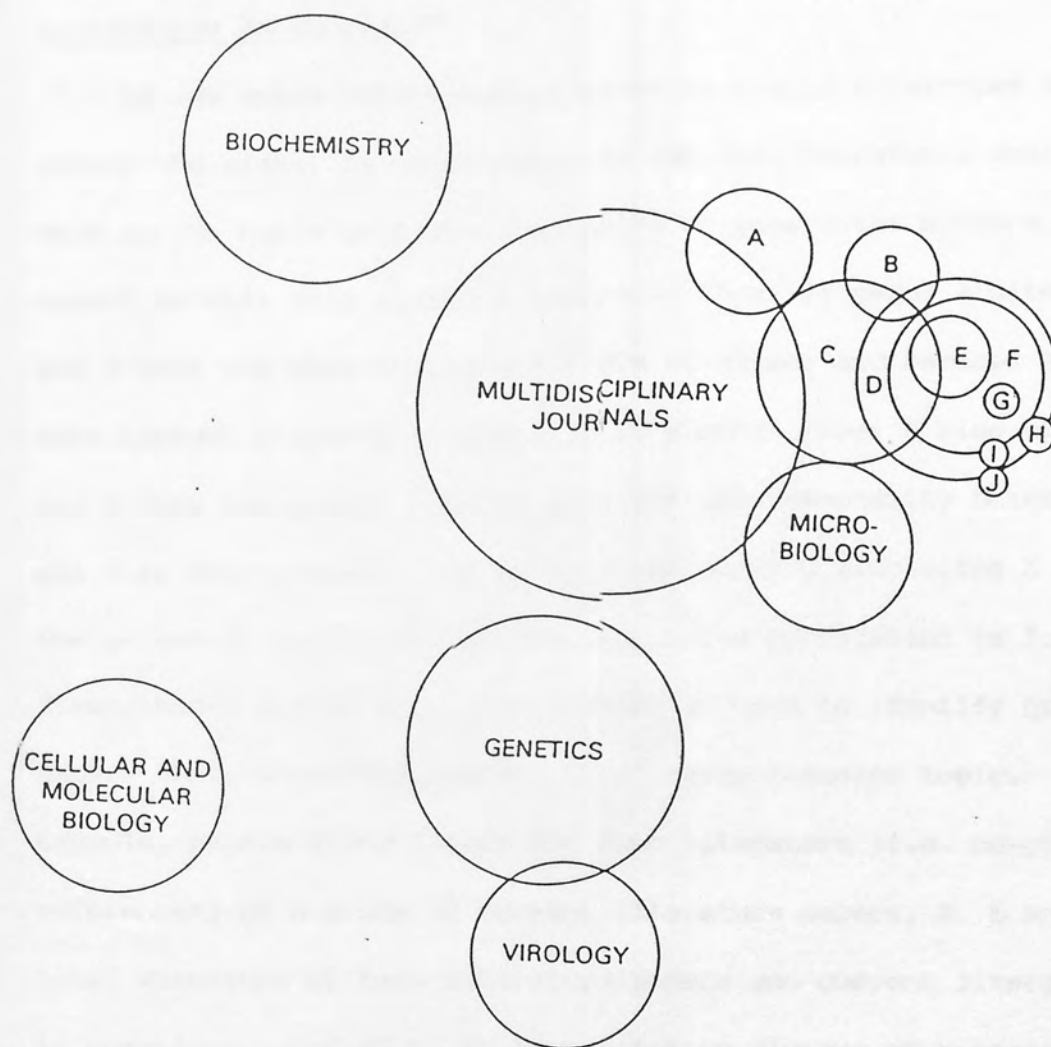 BIOCHEMISTRY
A
B
C
D
E
F
G
H
I
J
MULTIDISCIPLINARY
JOURNALS
MICRO-
BIOLOGY
GENETICS
CELLULAR AND
MOLECULAR
BIOLOGY
VIROLOGY